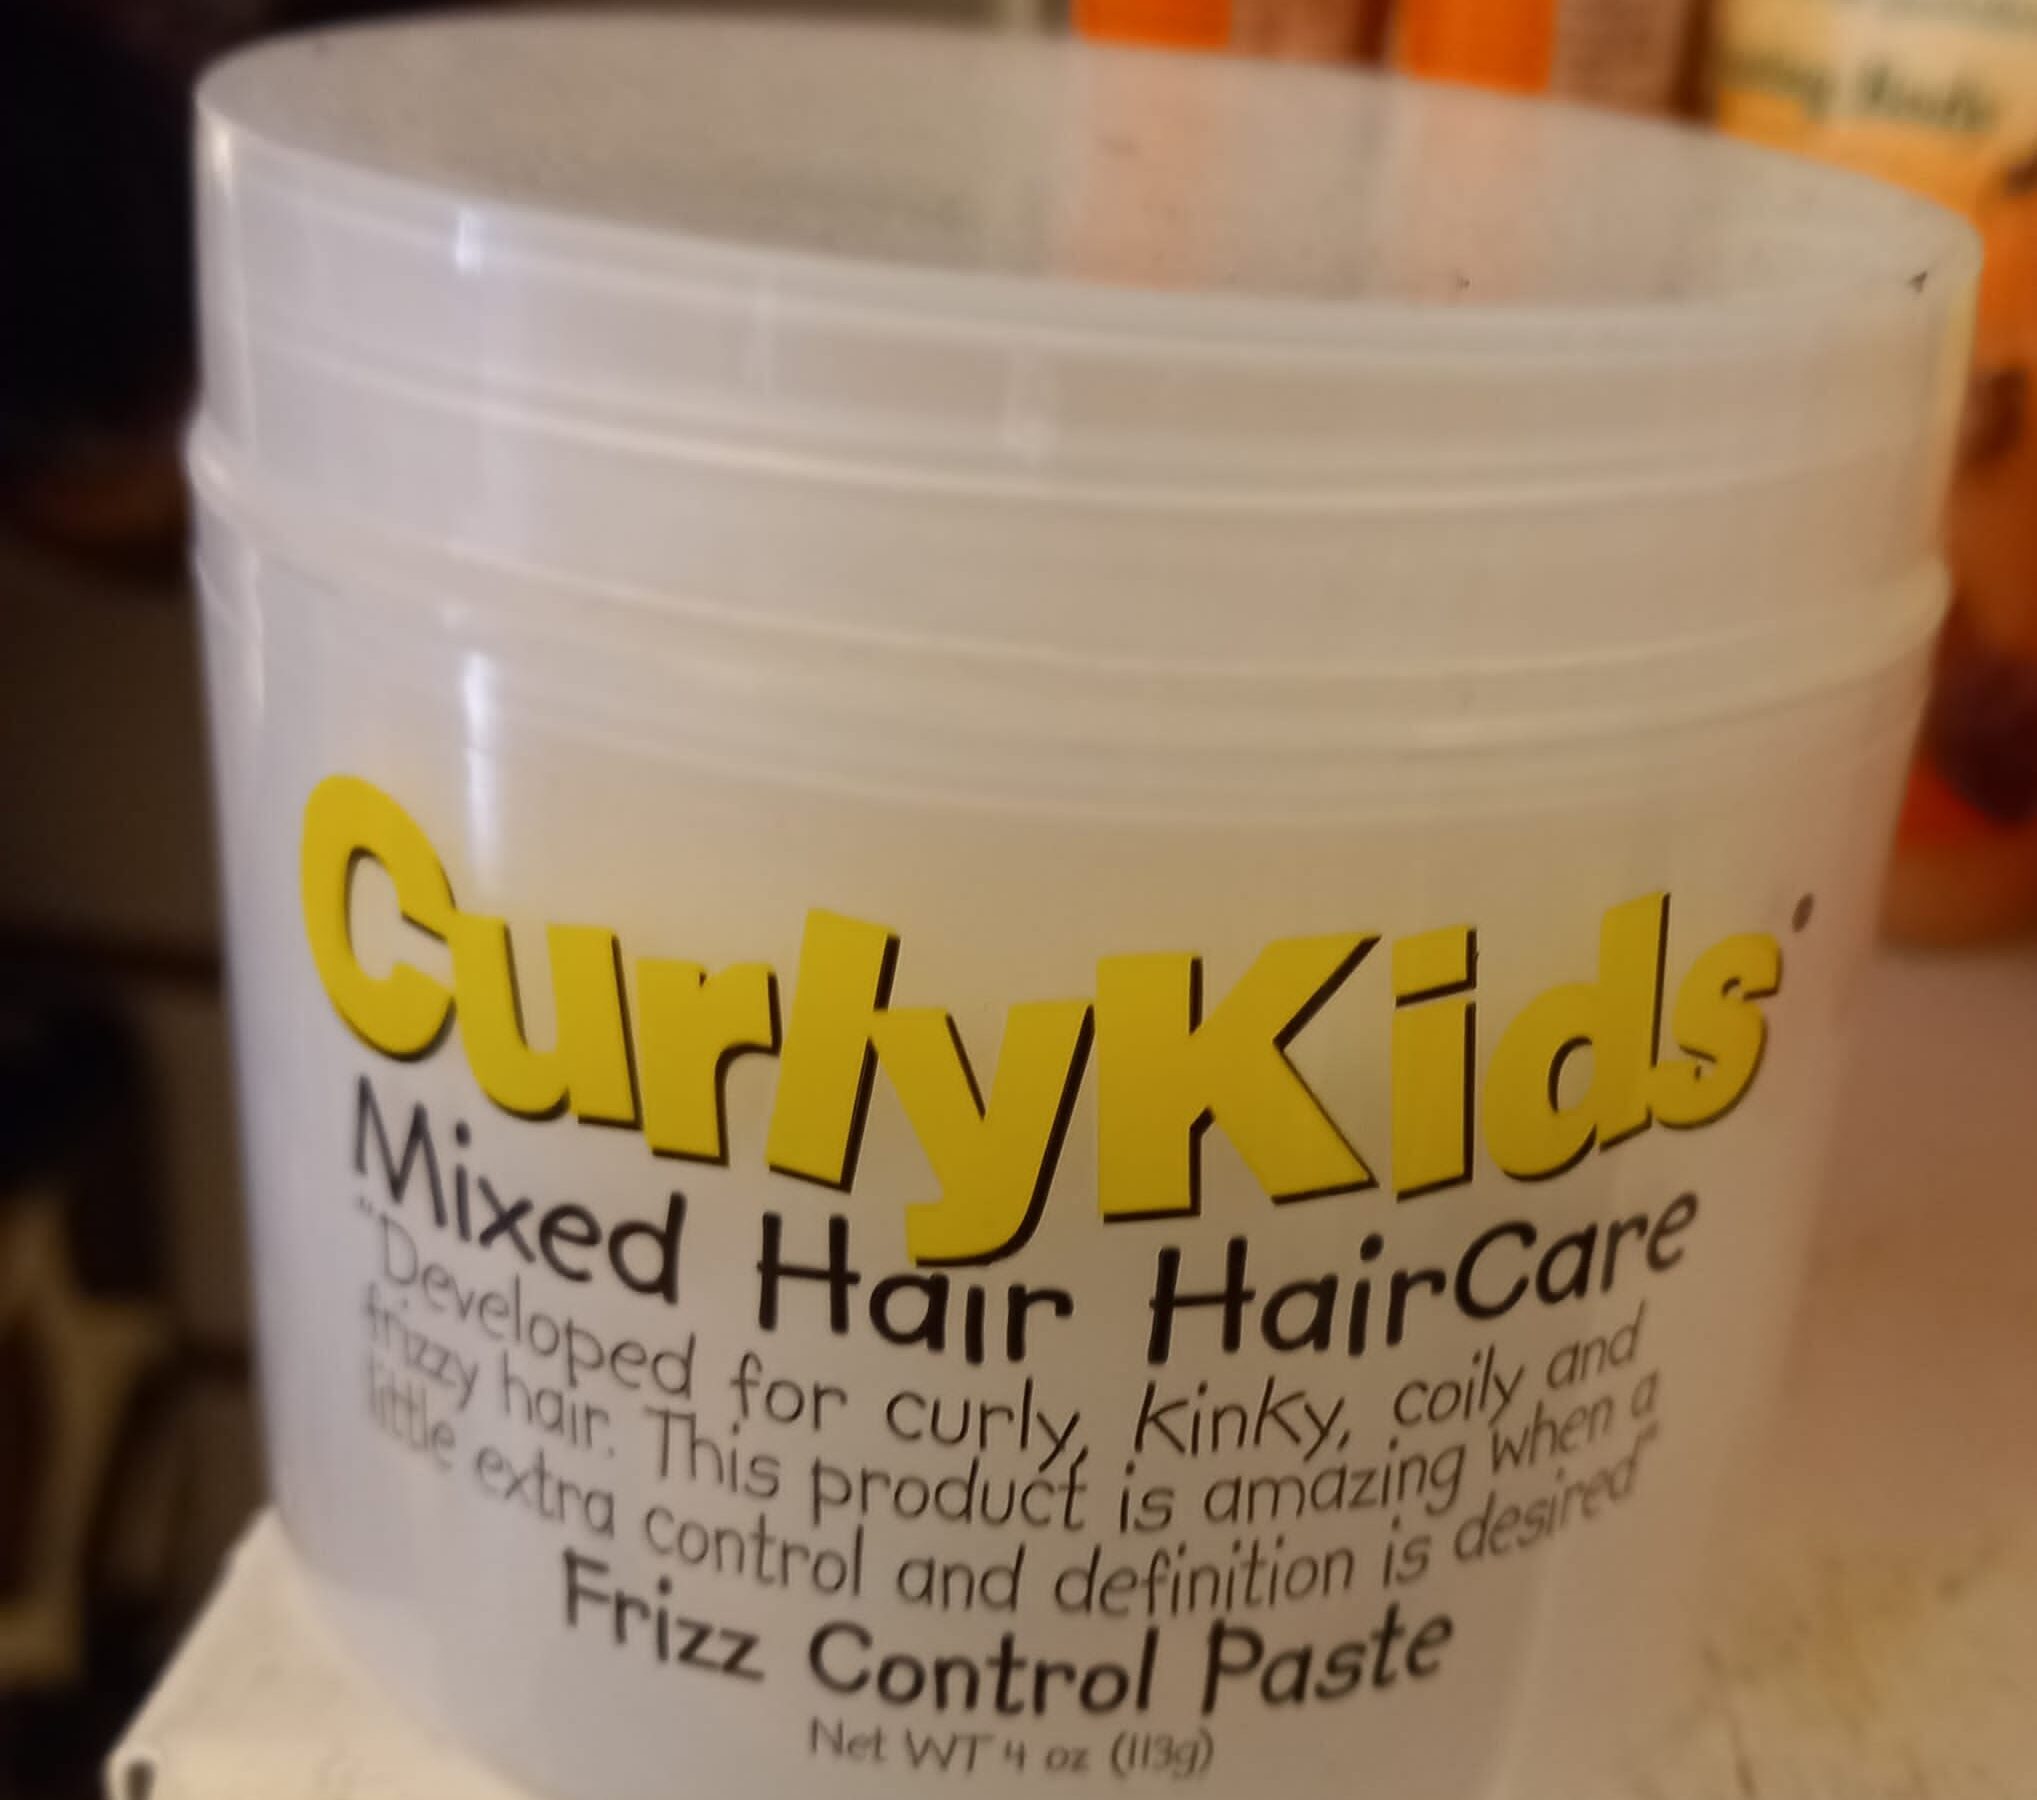 CurlyKids
Mixed Hair HairCare
"Developed for curly, kinky, coily and
frizzy hair. This product is amazing when a
little extra control and definition is desired"
Frizz Control Paste
Net WT 4 oz (113g)